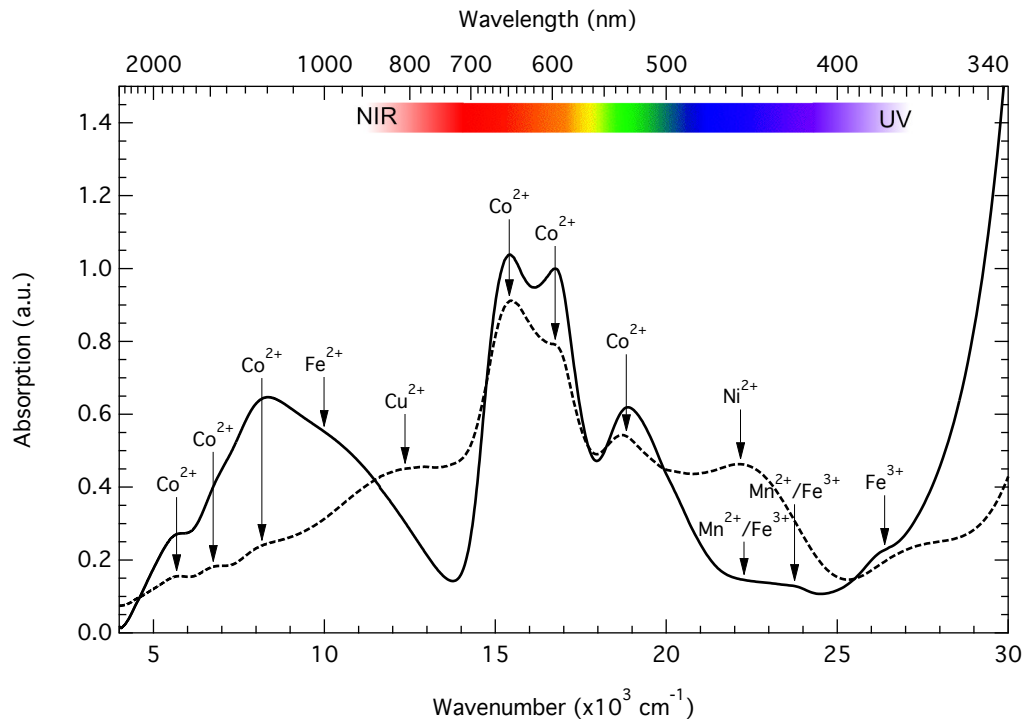 Wavelength (nm)
2000 1000 800 700 600 500 400 340
NIR UV
1.4
1.2
1.0
0.8
0.6
0.4
0.2
0.0
Absorption (a.u.)
Co²⁺
Co²⁺
Co²⁺
Fe²⁺
Co²⁺
Cu²⁺
Ni²⁺
Co²⁺
Co²⁺
Fe³⁺
Mn²⁺/Fe³⁺
Mn²⁺/Fe³⁺
5 10 15 20 25 30
Wavenumber (x10³ cm⁻¹)